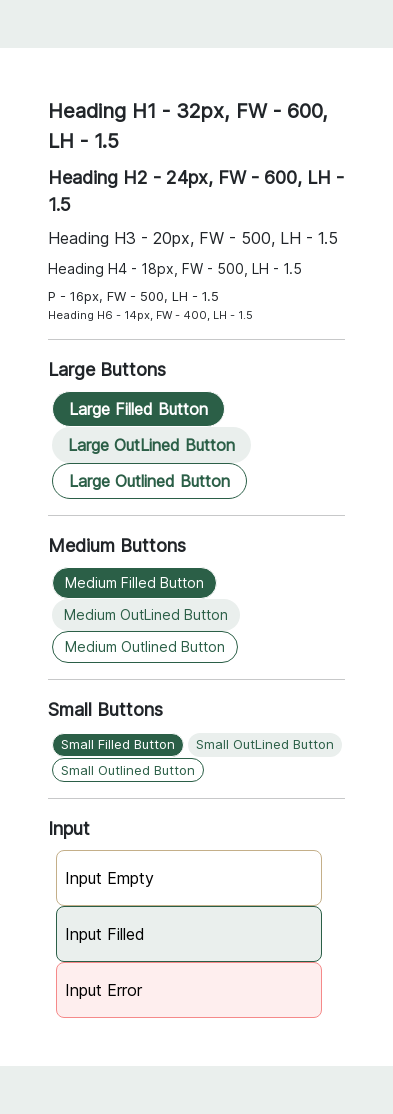 Heading H1 - 32px, FW - 600,
LH - 1.5
Heading H2 - 24px, FW - 600, LH -
1.5
Heading H3 - 20px, FW - 500, LH - 1.5
Heading H4 - 18px, FW - 500, LH - 1.5
P - 16px, FW - 500, LH - 1.5
Heading H6 - 14px, FW - 400, LH - 1.5
Large Buttons
Large Filled Button
Large OutLined Button
Large Outlined Button
Medium Buttons
Medium Filled Button
Medium OutLined Button
Medium Outlined Button
Small Buttons
Small Filled Button Small OutLined Button
Small Outlined Button
Input
Input Empty
Input Filled
Input Error